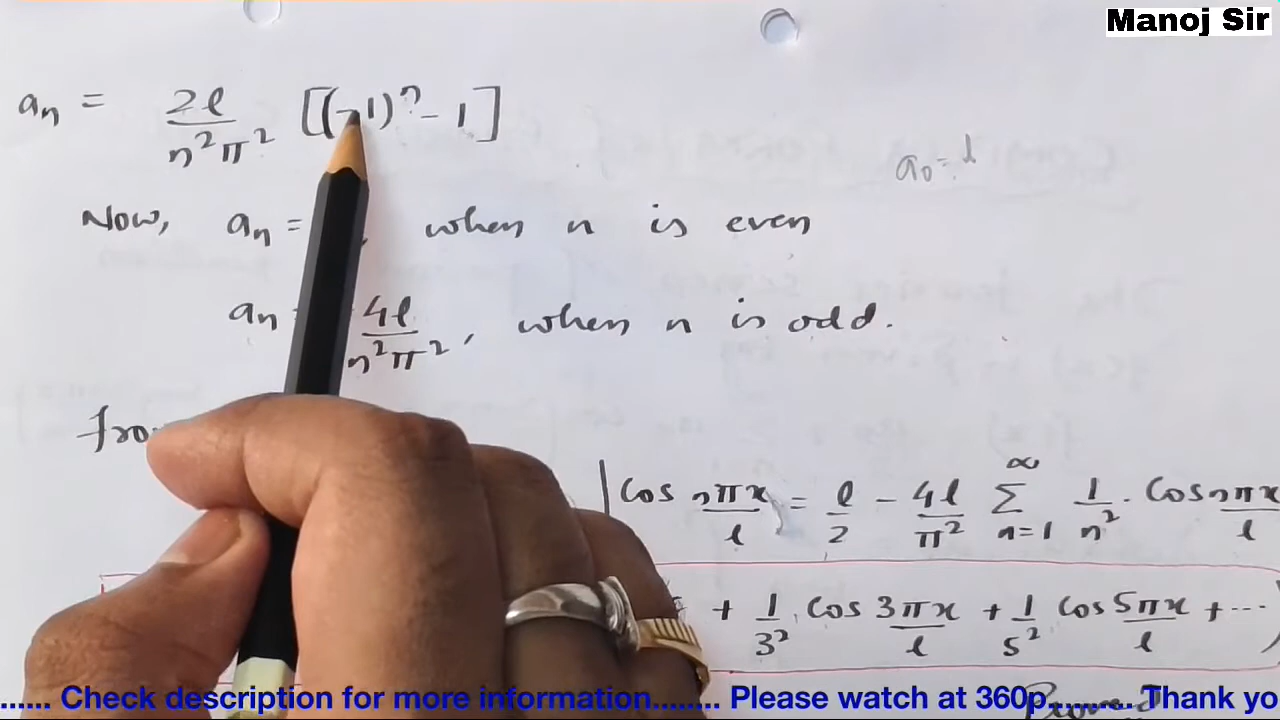 Manoj Sir
aₙ = 2l/n²π² [(-1)ⁿ - 1]
a₀ = l
Now, aₙ = , when n is even
aₙ 4l/n²π², when n is odd.
Cos nπx/l = l/2 - 4l/π² ∑ₙ₌₁^∞ 1/n² . Cos nπx/l
+ 1/3² . Cos 3πx/l + 1/5² Cos 5πx/l + ---
Proved
...... Check description for more information........ Please watch at 360p.......... Thank yo